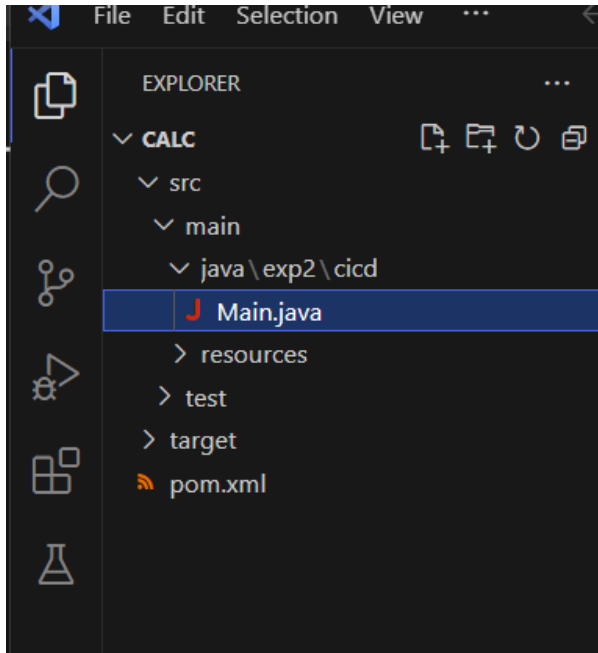 File Edit Selection View ...
EXPLORER ...
CALC
src
main
java\exp2\cicd
J Main.java
resources
test
target
pom.xml